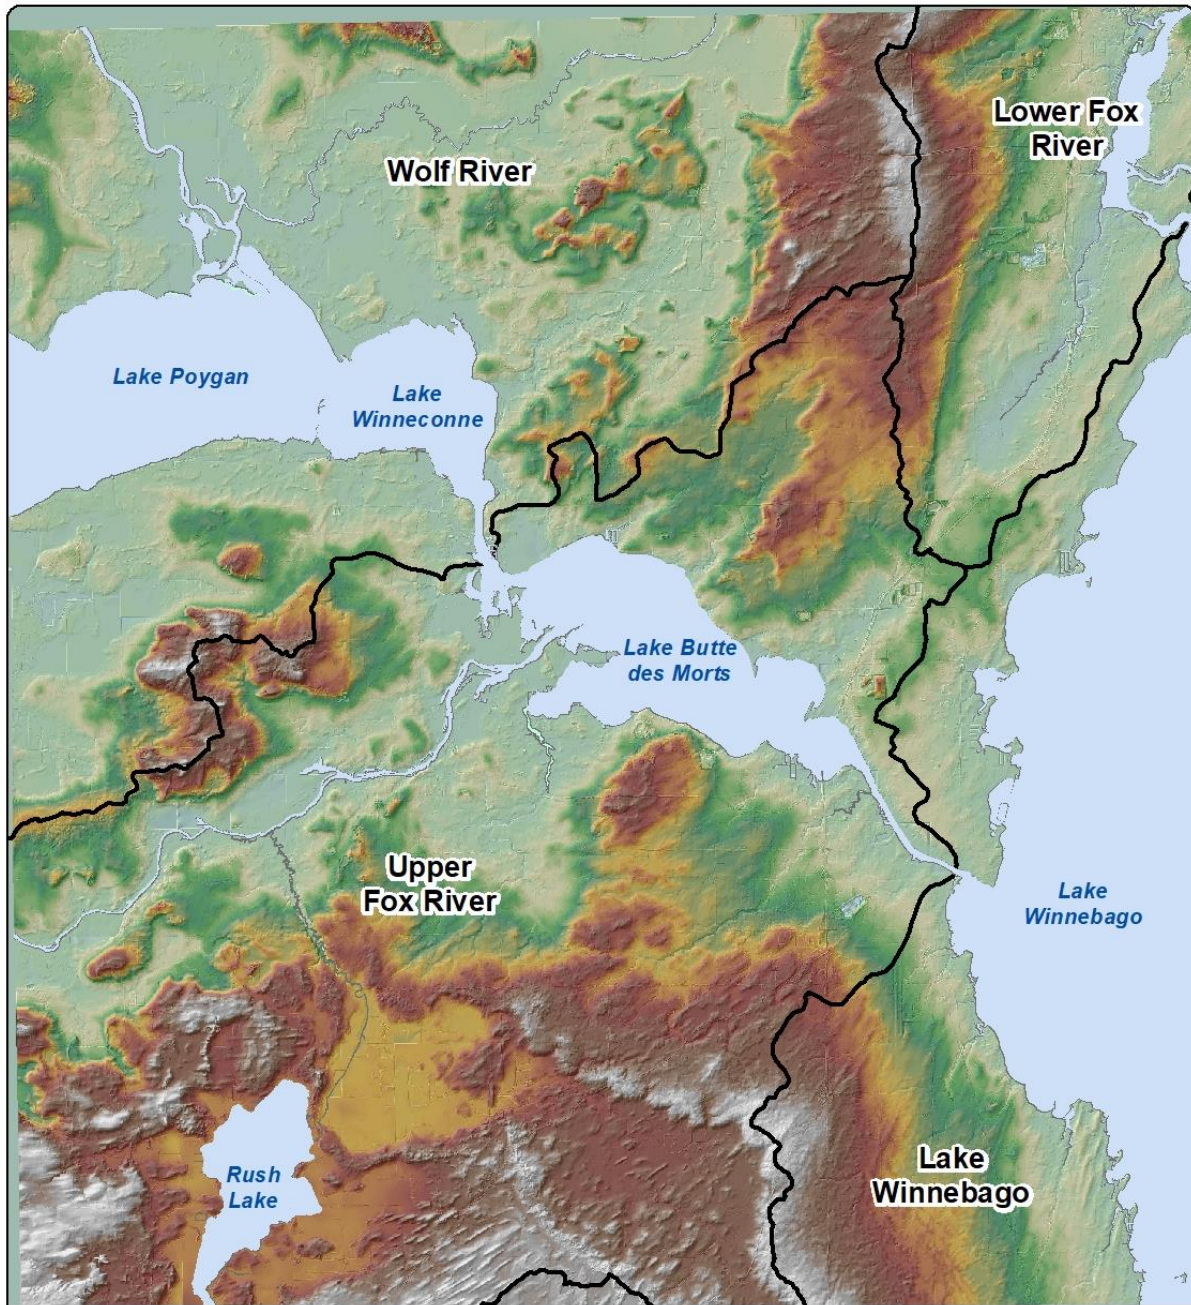 Lower Fox
River
Wolf River
Lake Poygan
Lake
Winneconne
Lake Butte
des Morts
Upper
Fox River
Lake
Winnebago
Rush
Lake
Lake
Winnebago